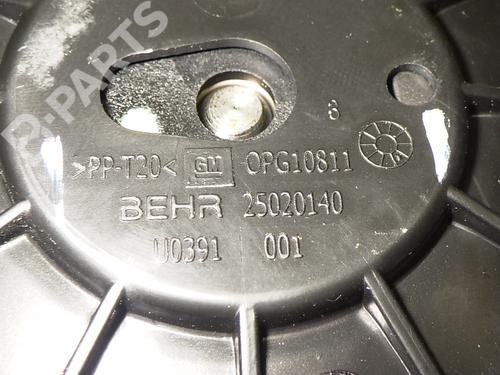 B-PARTS
8
>PP-T20< GM OPG10811
BEHR 25020140
U0391 001